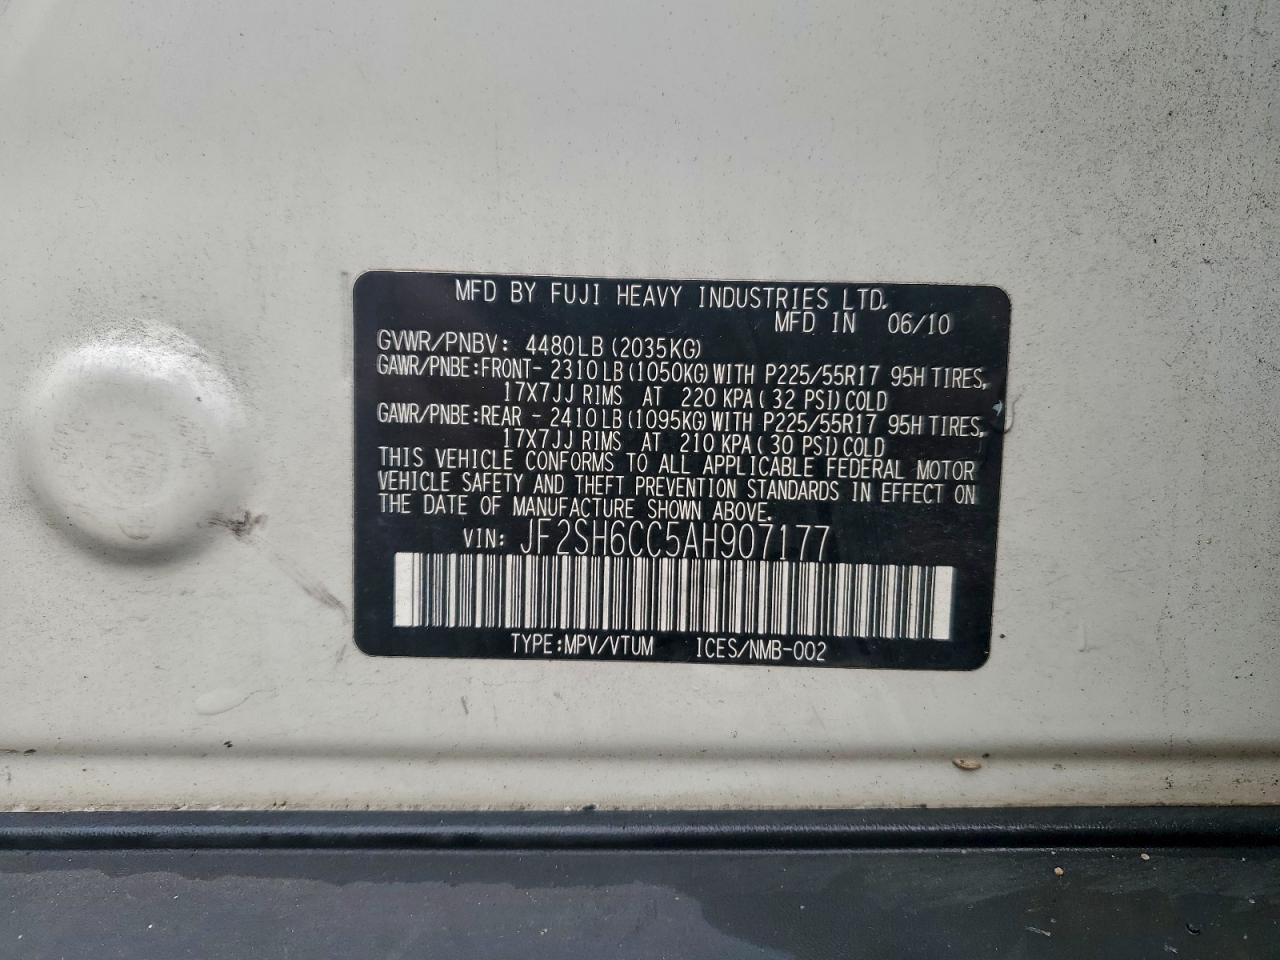 MFD BY FUJI HEAVY INDUSTRIES LTD.
MFD IN 06/10
GVWR/PNBV: 4480LB (2035KG)
GAWR/PNBE:FRONT- 2310LB (1050KG) WITH P225/55R17 95H TIRES,
17X7JJ RIMS AT 220 KPA ( 32 PSI) COLD
GAWR/PNBE:REAR - 2410LB (1095KG) WITH P225/55R17 95H TIRES,
17X7JJ RIMS AT 210 KPA ( 30 PSI) COLD
THIS VEHICLE CONFORMS TO ALL APPLICABLE FEDERAL MOTOR
VEHICLE SAFETY AND THEFT PREVENTION STANDARDS IN EFFECT ON
THE DATE OF MANUFACTURE SHOWN ABOVE.
VIN: JF2SH6CC5AH907177
TYPE:MPV/VTUM ICES/NMB-002